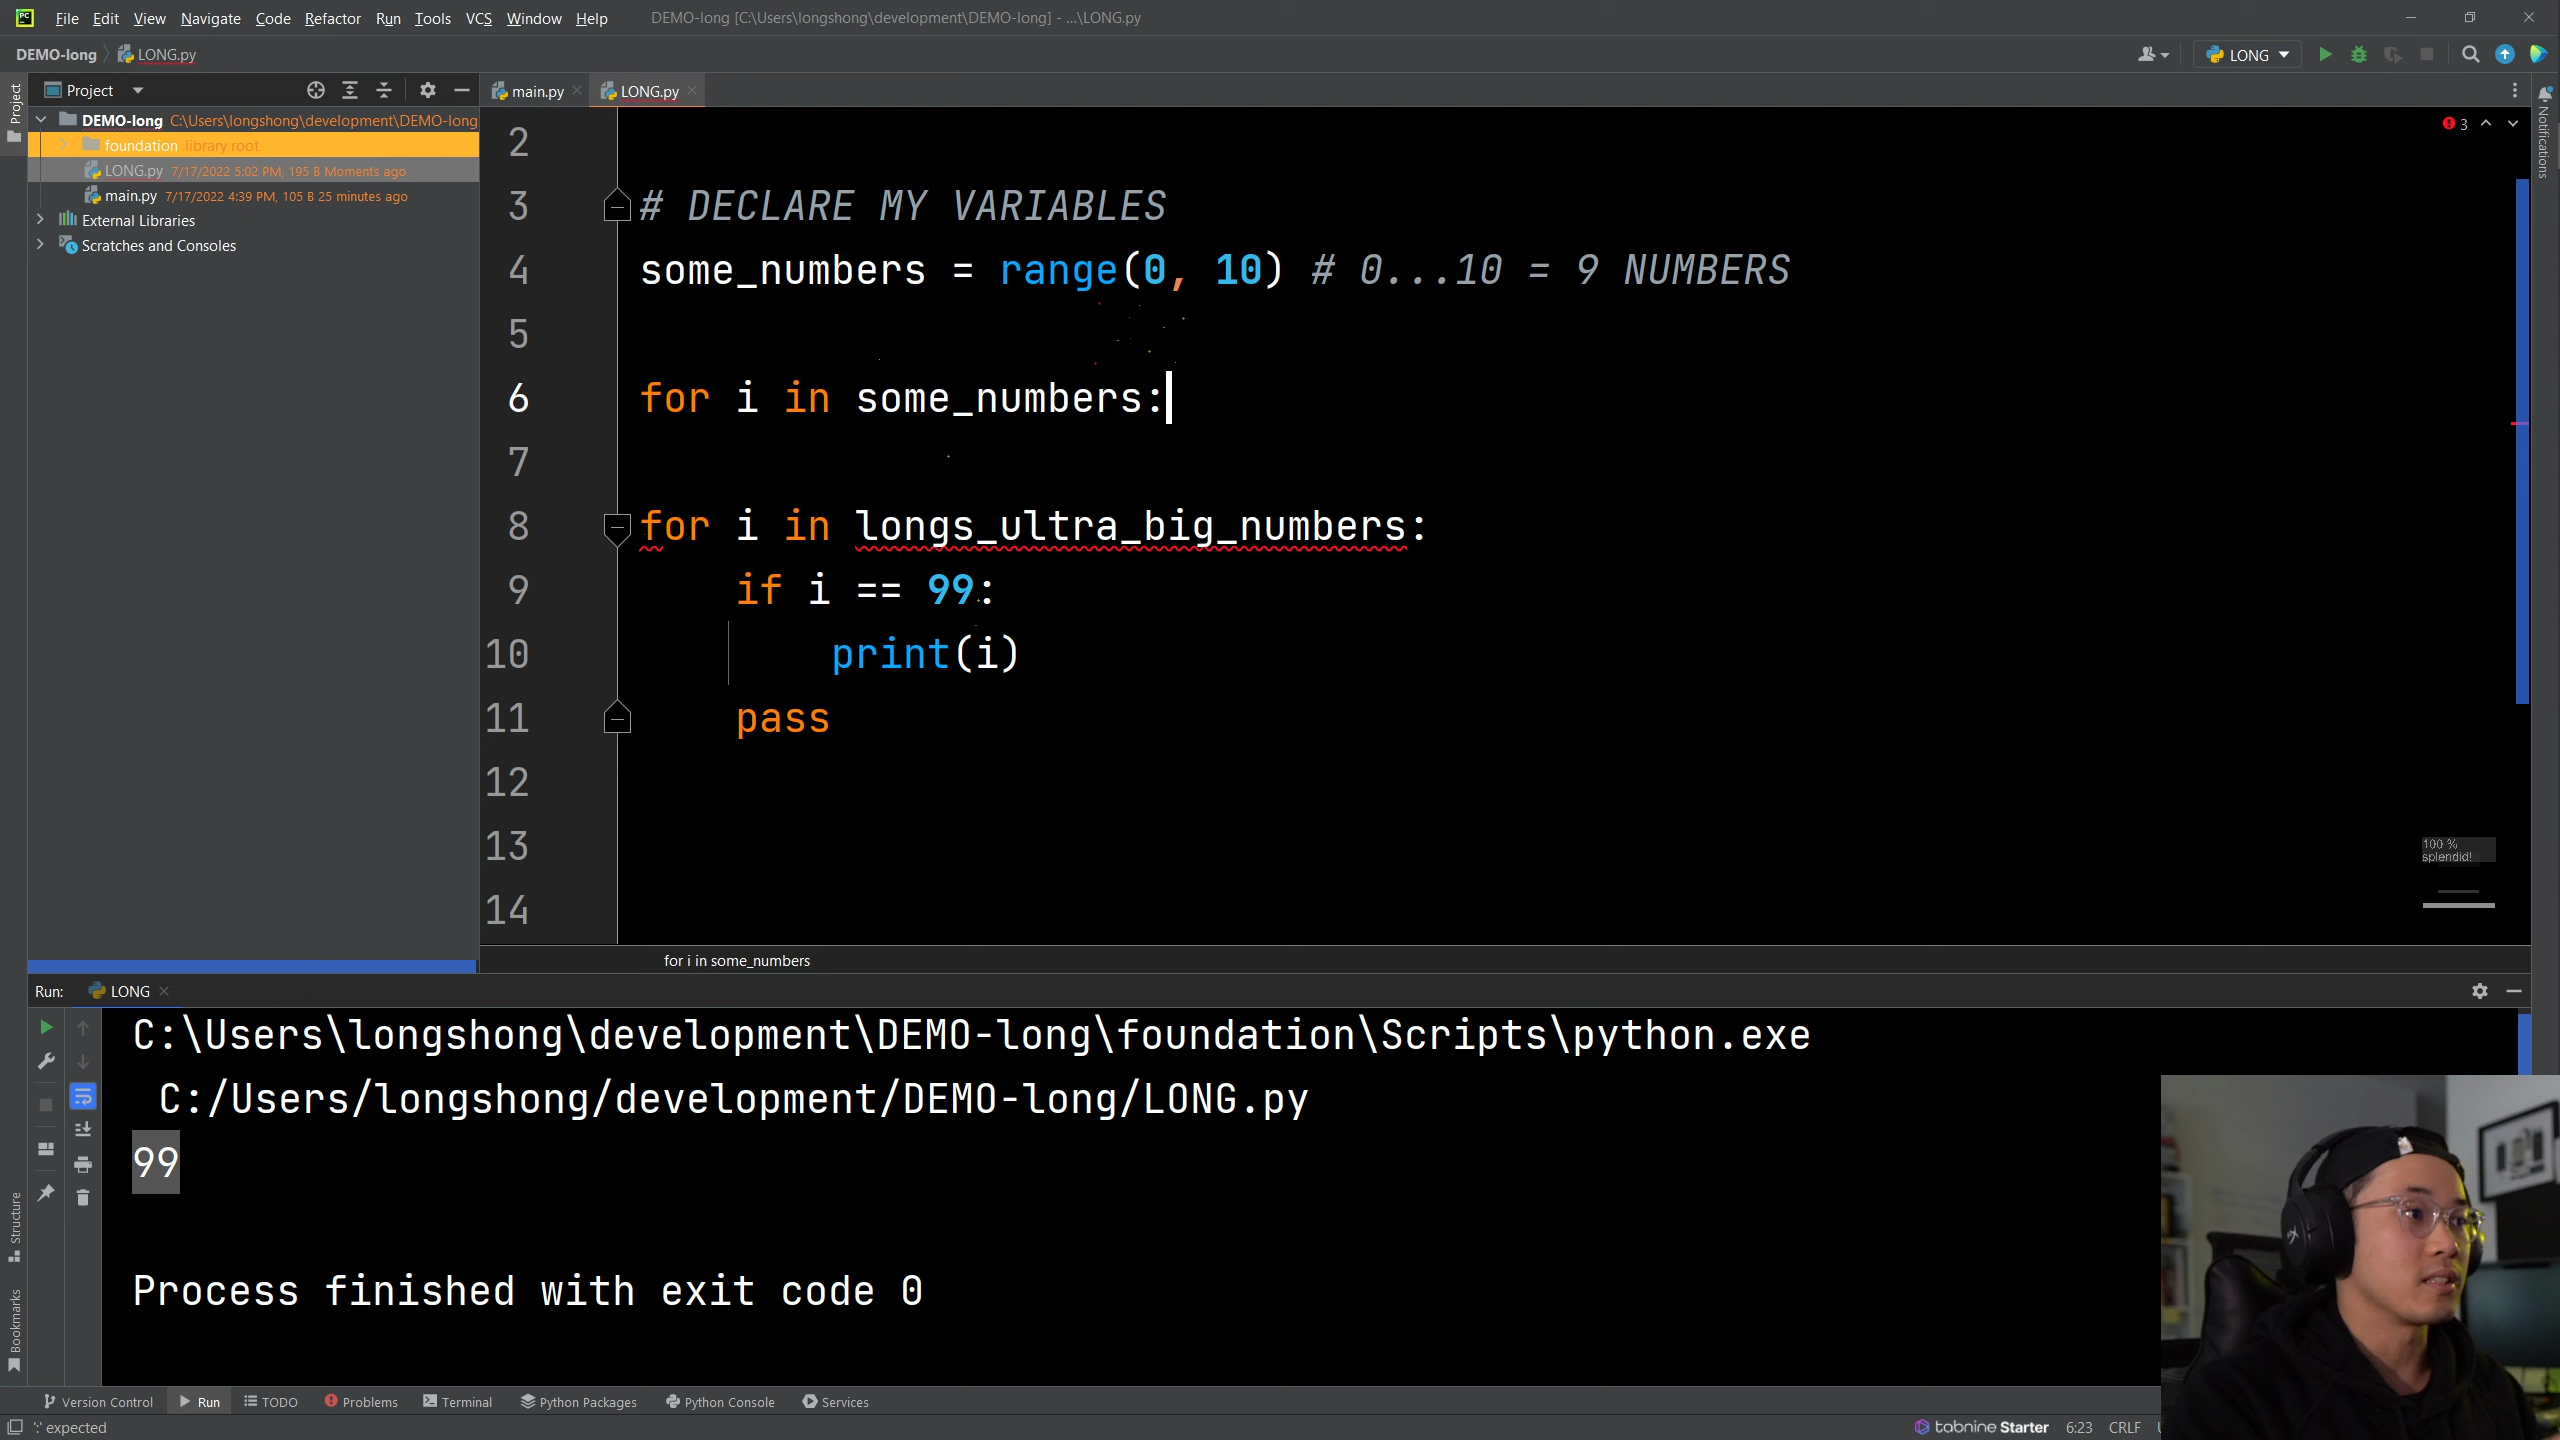 File Edit View Navigate Code Refactor Run Tools VCS Window Help DEMO-long [C:\Users\longshong\development\DEMO-long] - ...\LONG.py
DEMO-long LONG.py
LONG
Project
Project
main.py
LONG.py
DEMO-long C:\Users\longshong\development\DEMO-long
foundation library root
LONG.py 7/17/2022 5:02 PM, 195 B Moments ago
main.py 7/17/2022 4:39 PM, 105 B 25 minutes ago
External Libraries
Scratches and Consoles
3
Notifications
2
3 # DECLARE MY VARIABLES
4 some_numbers = range(0, 10) # 0...10 = 9 NUMBERS
5
6 for i in some_numbers:
7
8 for i in longs_ultra_big_numbers:
9 if i == 99:
10 print(i)
11 pass
12
13
14
100 %
splendid!
for i in some_numbers
Run: LONG
C:\Users\longshong\development\DEMO-long\foundation\Scripts\python.exe
C:/Users/longshong/development/DEMO-long/LONG.py
99
Process finished with exit code 0
Structure
Bookmarks
Version Control Run TODO Problems Terminal Python Packages Python Console Services
':' expected
tabnine Starter 6:23 CRLF